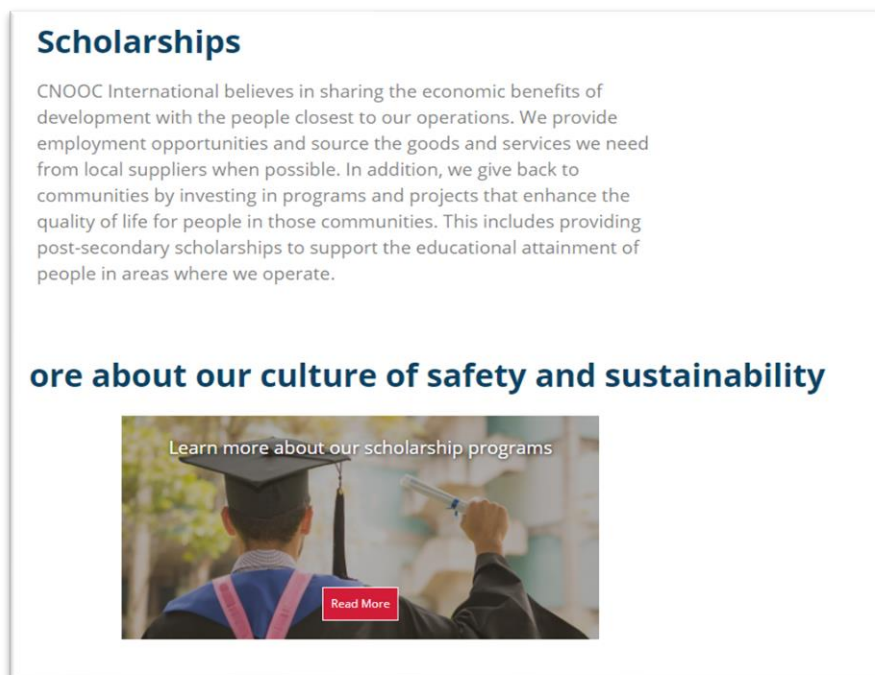 Scholarships
CNOOC International believes in sharing the economic benefits of
development with the people closest to our operations. We provide
employment opportunities and source the goods and services we need
from local suppliers when possible. In addition, we give back to
communities by investing in programs and projects that enhance the
quality of life for people in those communities. This includes providing
post-secondary scholarships to support the educational attainment of
people in areas where we operate.
ore about our culture of safety and sustainability
Learn more about our scholarship programs
Read More